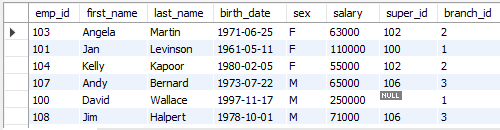 emp_id first_name last_name birth_date sex salary super_id branch_id
103 Angela Martin 1971-06-25 F 63000 102 2
101 Jan Levinson 1961-05-11 F 110000 100 1
104 Kelly Kapoor 1980-02-05 F 55000 102 2
107 Andy Bernard 1973-07-22 M 65000 106 3
100 David Wallace 1997-11-17 M 250000 NULL 1
108 Jim Halpert 1978-10-01 M 71000 106 3